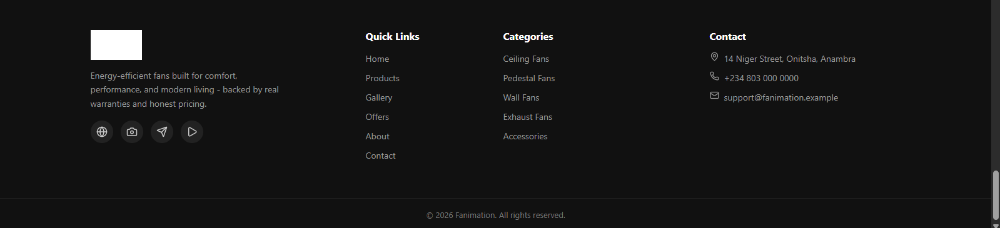 Energy-efficient fans built for comfort,
performance, and modern living - backed by real
warranties and honest pricing.
Quick Links
Home
Products
Gallery
Offers
About
Contact
Categories
Ceiling Fans
Pedestal Fans
Wall Fans
Exhaust Fans
Accessories
Contact
14 Niger Street, Onitsha, Anambra
+234 803 000 0000
support@fanimation.example
© 2026 Fanimation. All rights reserved.